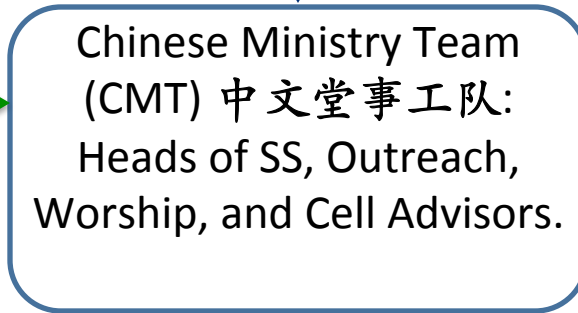 Chinese Ministry Team
(CMT) 中文堂事工队:
Heads of SS, Outreach,
Worship, and Cell Advisors.